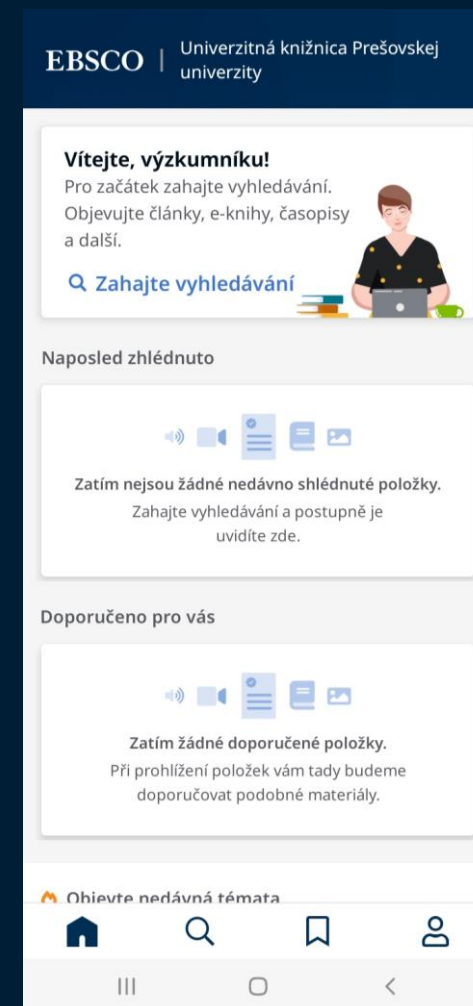 EBSCO | Univerzitná knižnica Prešovskej
univerzity
Vítejte, výzkumníku!
Pro začátek zahajte vyhledávání.
Objevujte články, e-knihy, časopisy
a další.
Zahajte vyhledávání
Naposled zhlédnuto
Zatím nejsou žádné nedávno shlédnuté položky.
Zahajte vyhledávání a postupně je
uvidíte zde.
Doporučeno pro vás
Zatím žádné doporučené položky.
Při prohlížení položek vám tady budeme
doporučovat podobné materiály.
Objevte nedávná témata